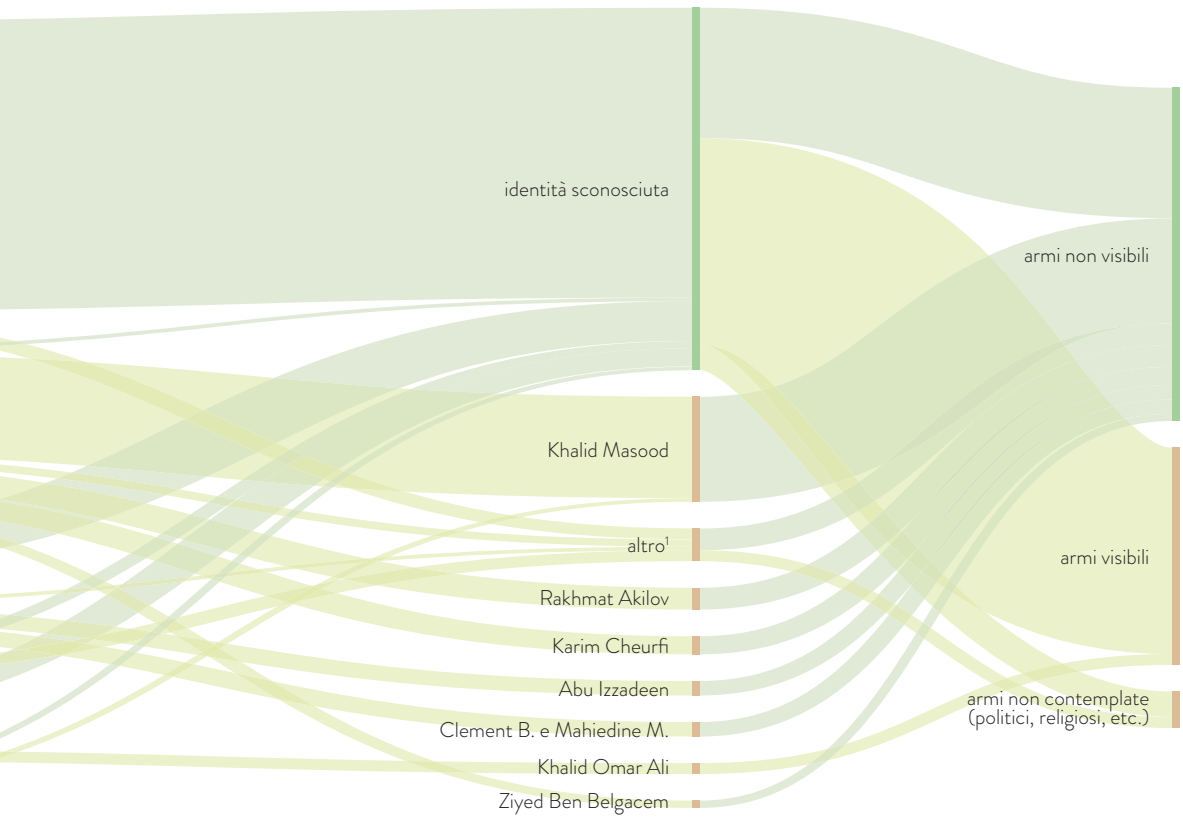 identità sconosciuta
Khalid Masood
altro¹
Rakhmat Akilov
Karim Cheurfi
Abu Izzadeen
Clement B. e Mahiedine M.
Khalid Omar Ali
Ziyed Ben Belgacem
armi non visibili
armi visibili
armi non contemplate
(politici, religiosi, etc.)